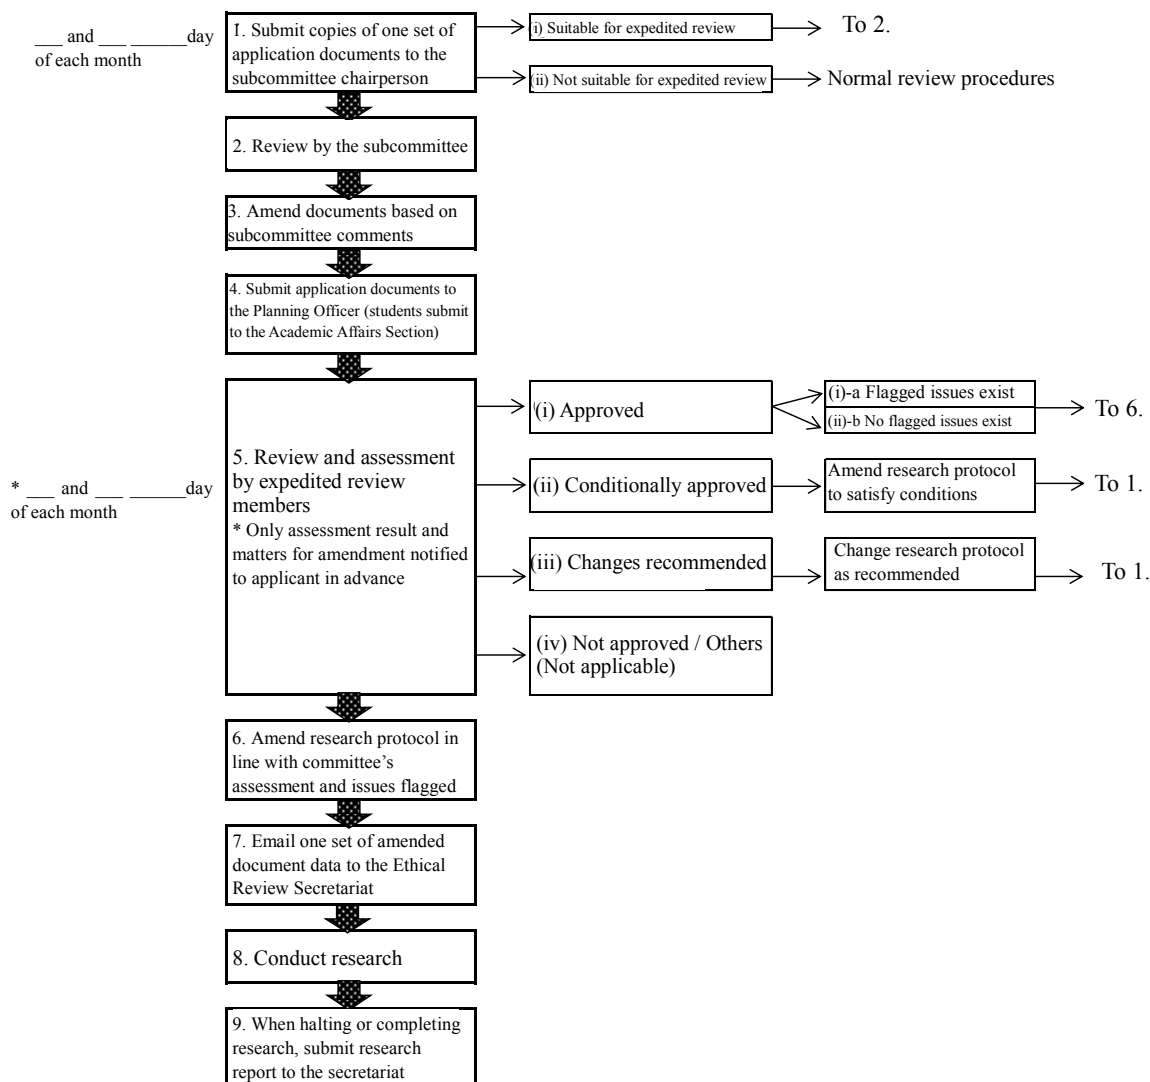 ___ and ___ ______day
of each month
1. Submit copies of one set of
application documents to the
subcommittee chairperson
(i) Suitable for expedited review
To 2.
(ii) Not suitable for expedited review
Normal review procedures
2. Review by the subcommittee
3. Amend documents based on
subcommittee comments
4. Submit application documents to
the Planning Officer (students submit
to the Academic Affairs Section)
* ___ and ___ ______day
of each month
5. Review and assessment
by expedited review
members
* Only assessment result and
matters for amendment notified
to applicant in advance
(i) Approved
(i)-a Flagged issues exist
(ii)-b No flagged issues exist
To 6.
(ii) Conditionally approved
Amend research protocol
to satisfy conditions
To 1.
(iii) Changes recommended
Change research protocol
as recommended
To 1.
(iv) Not approved / Others
(Not applicable)
6. Amend research protocol in
line with committee’s
assessment and issues flagged
7. Email one set of amended
document data to the Ethical
Review Secretariat
8. Conduct research
9. When halting or completing
research, submit research
report to the secretariat